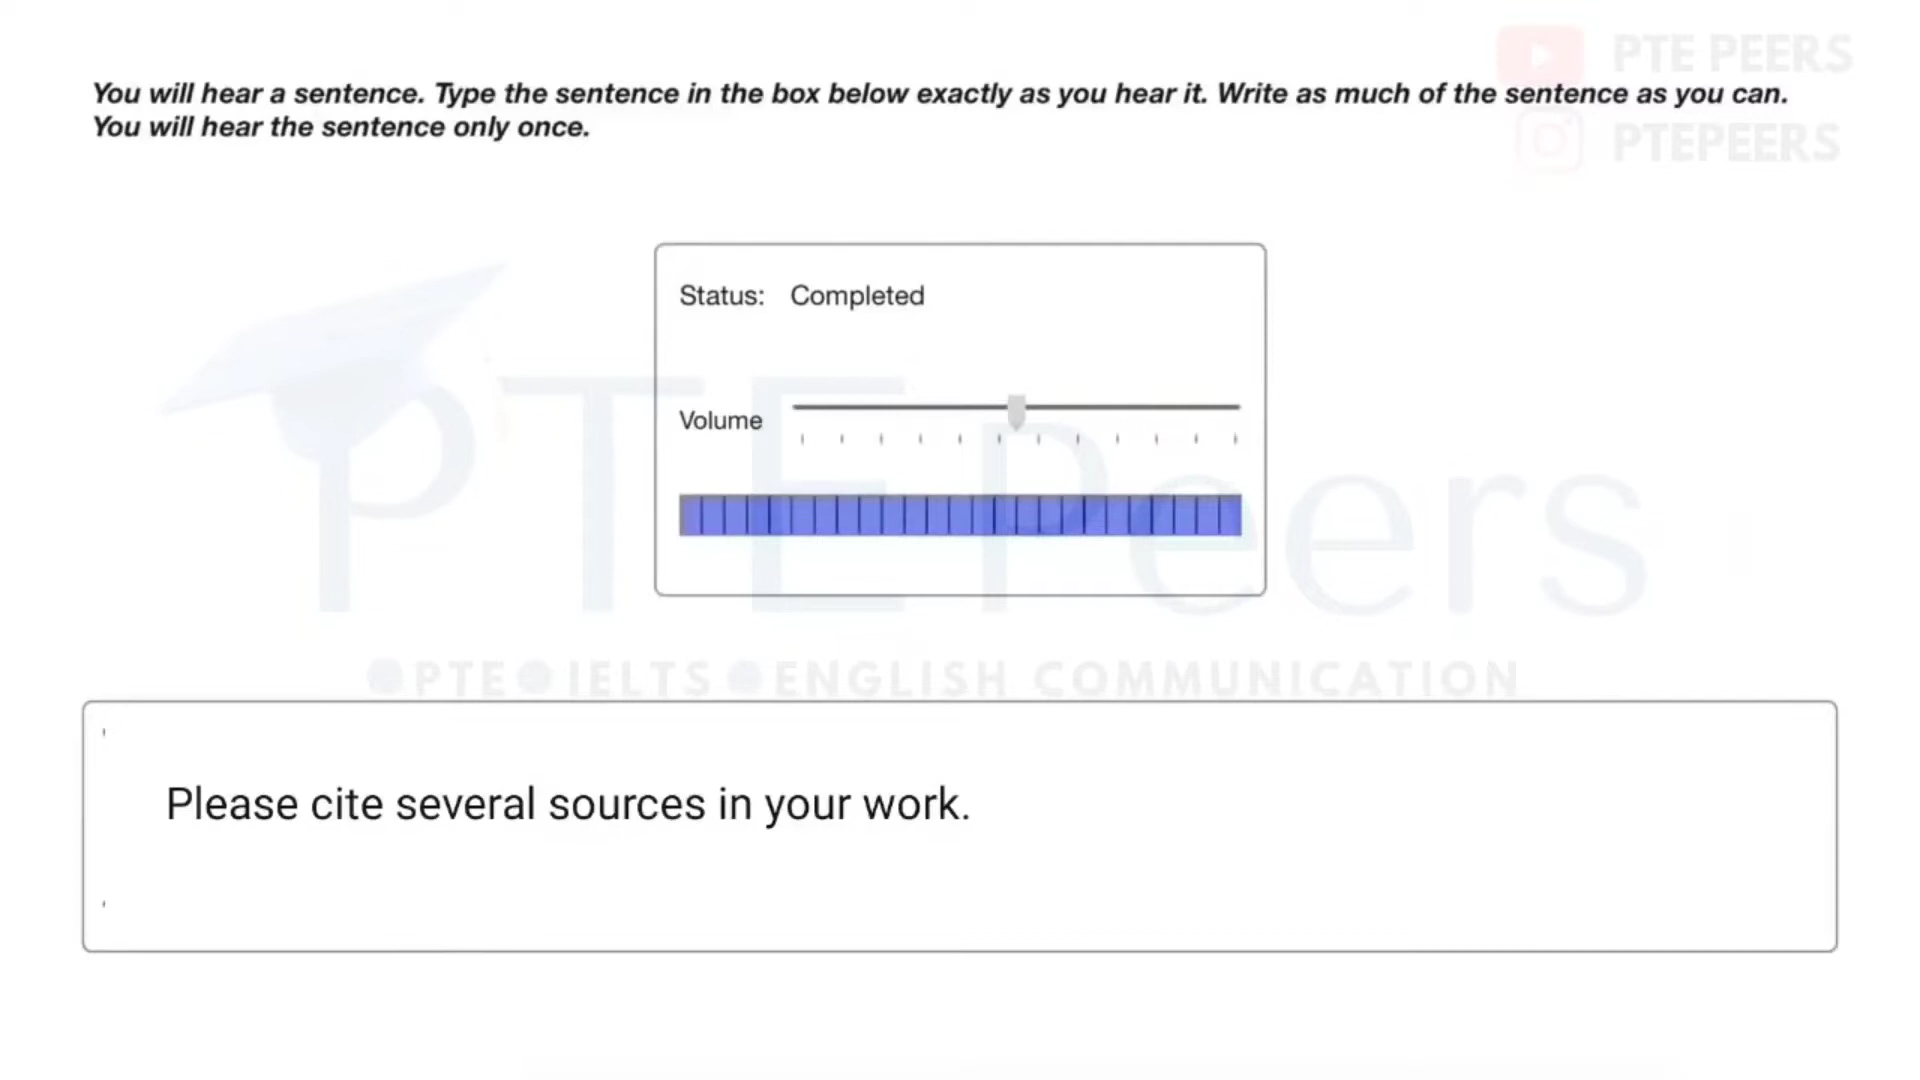 PTE PEERS
You will hear a sentence. Type the sentence in the box below exactly as you hear it. Write as much of the sentence as you can.
You will hear the sentence only once.
PTEPEERS
Status: Completed
Volume
PTE Peers
PTE IELTS ENGLISH COMMUNICATION
Please cite several sources in your work.